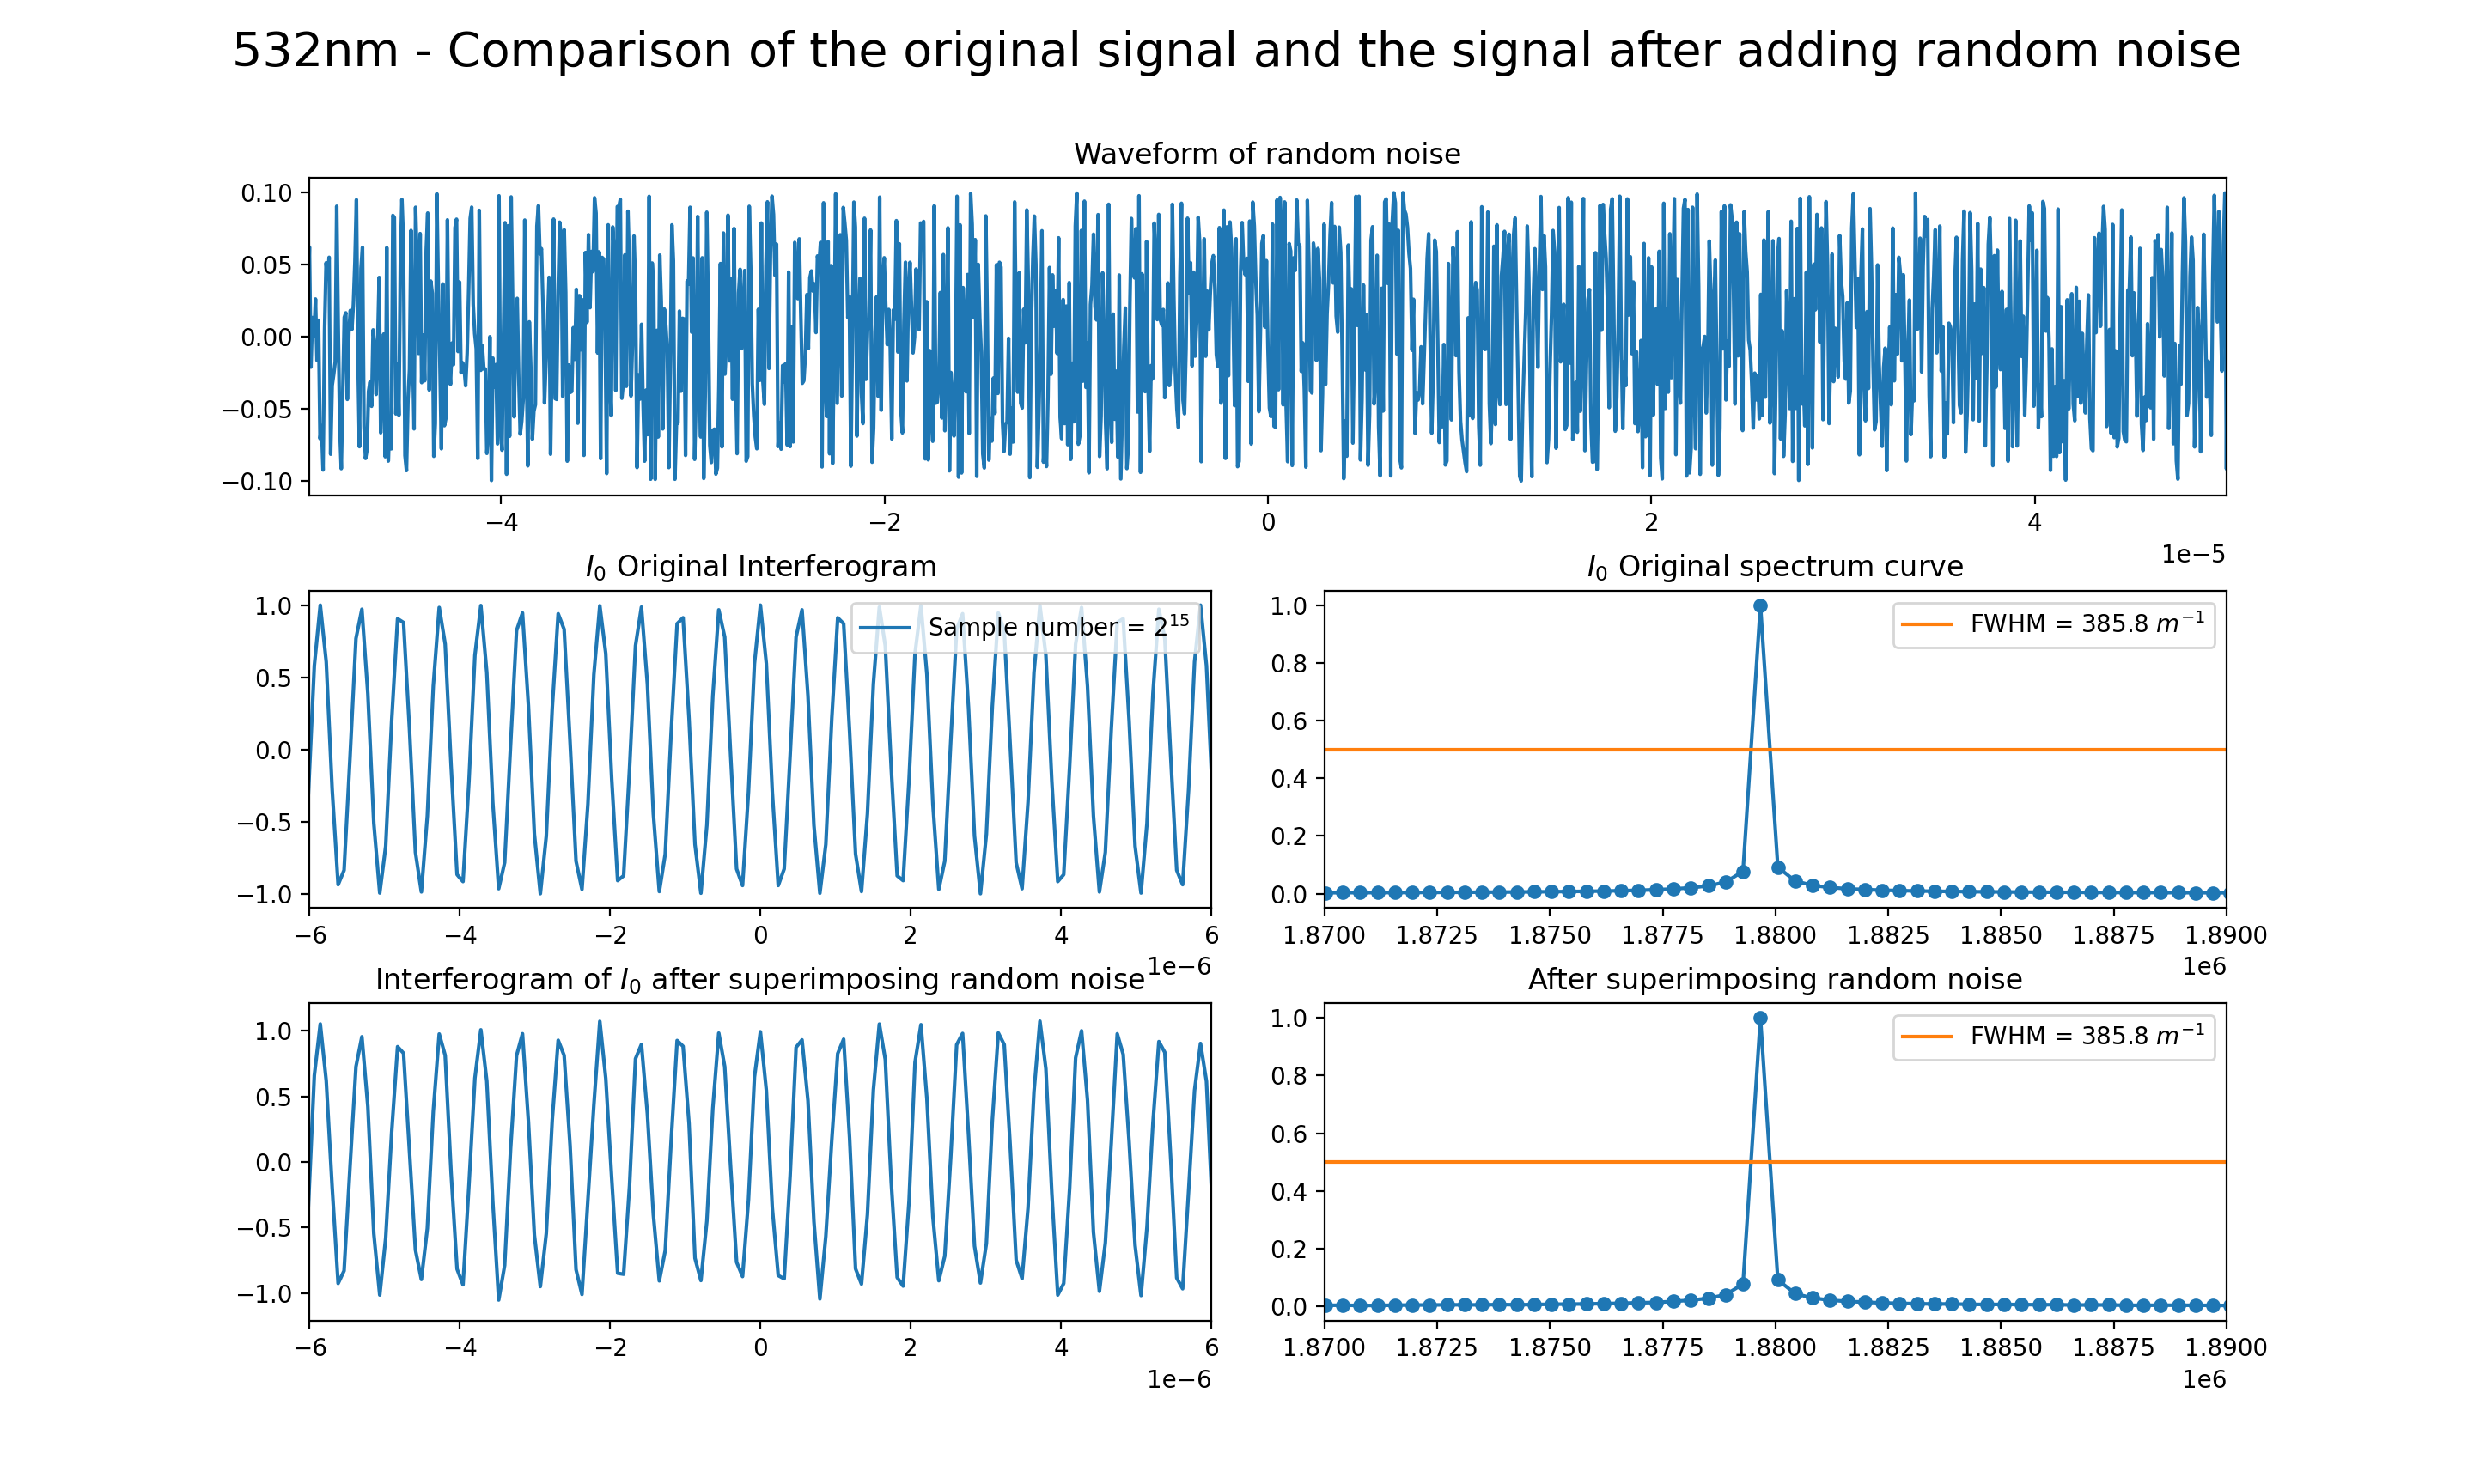 532nm - Comparison of the original signal and the signal after adding random noise
Waveform of random noise
0.10
0.05
0.00
−0.05
−0.10
−4 −2 0 2 4
1e−5
I₀ Original Interferogram
1.0
0.5
0.0
−0.5
−1.0
Sample number = 2¹⁵
−6 −4 −2 0 2 4 6
1e−6
I₀ Original spectrum curve
1.0
0.8
0.6
0.4
0.2
0.0
FWHM = 385.8 m⁻¹
1.8700 1.8725 1.8750 1.8775 1.8800 1.8825 1.8850 1.8875 1.8900
1e6
Interferogram of I₀ after superimposing random noise
1.0
0.5
0.0
−0.5
−1.0
−6 −4 −2 0 2 4 6
1e−6
After superimposing random noise
1.0
0.8
0.6
0.4
0.2
0.0
FWHM = 385.8 m⁻¹
1.8700 1.8725 1.8750 1.8775 1.8800 1.8825 1.8850 1.8875 1.8900
1e6